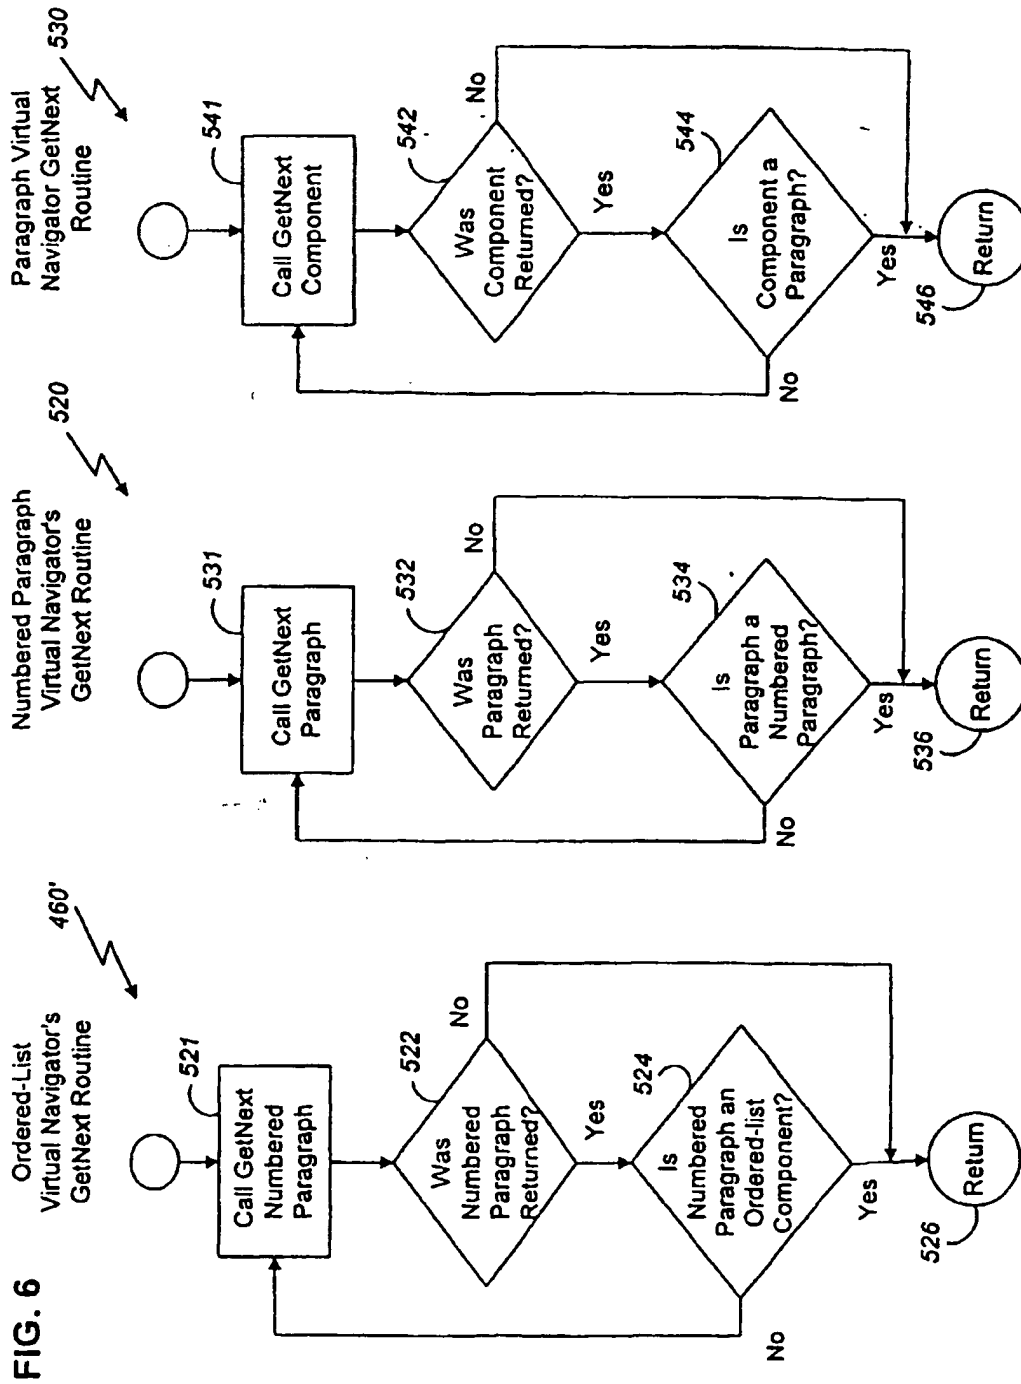 FIG. 6
Ordered-List
Virtual Navigator's
GetNext Routine
460'
Call GetNext
Numbered
Paragraph
521
Was
Numbered
Paragraph
Returned?
522
No
Yes
Is
Numbered
Paragraph an
Ordered-list
Component?
524
No
Yes
Return
526
Numbered Paragraph
Virtual Navigator's
GetNext Routine
520
Call GetNext
Paragraph
531
Was
Paragraph
Returned?
532
No
Yes
Is
Paragraph a
Numbered
Paragraph?
534
No
Yes
Return
536
Paragraph Virtual
Navigator GetNext
Routine
530
Call GetNext
Component
541
Was
Component
Returned?
542
No
Yes
Is
Component a
Paragraph?
544
No
Yes
Return
546